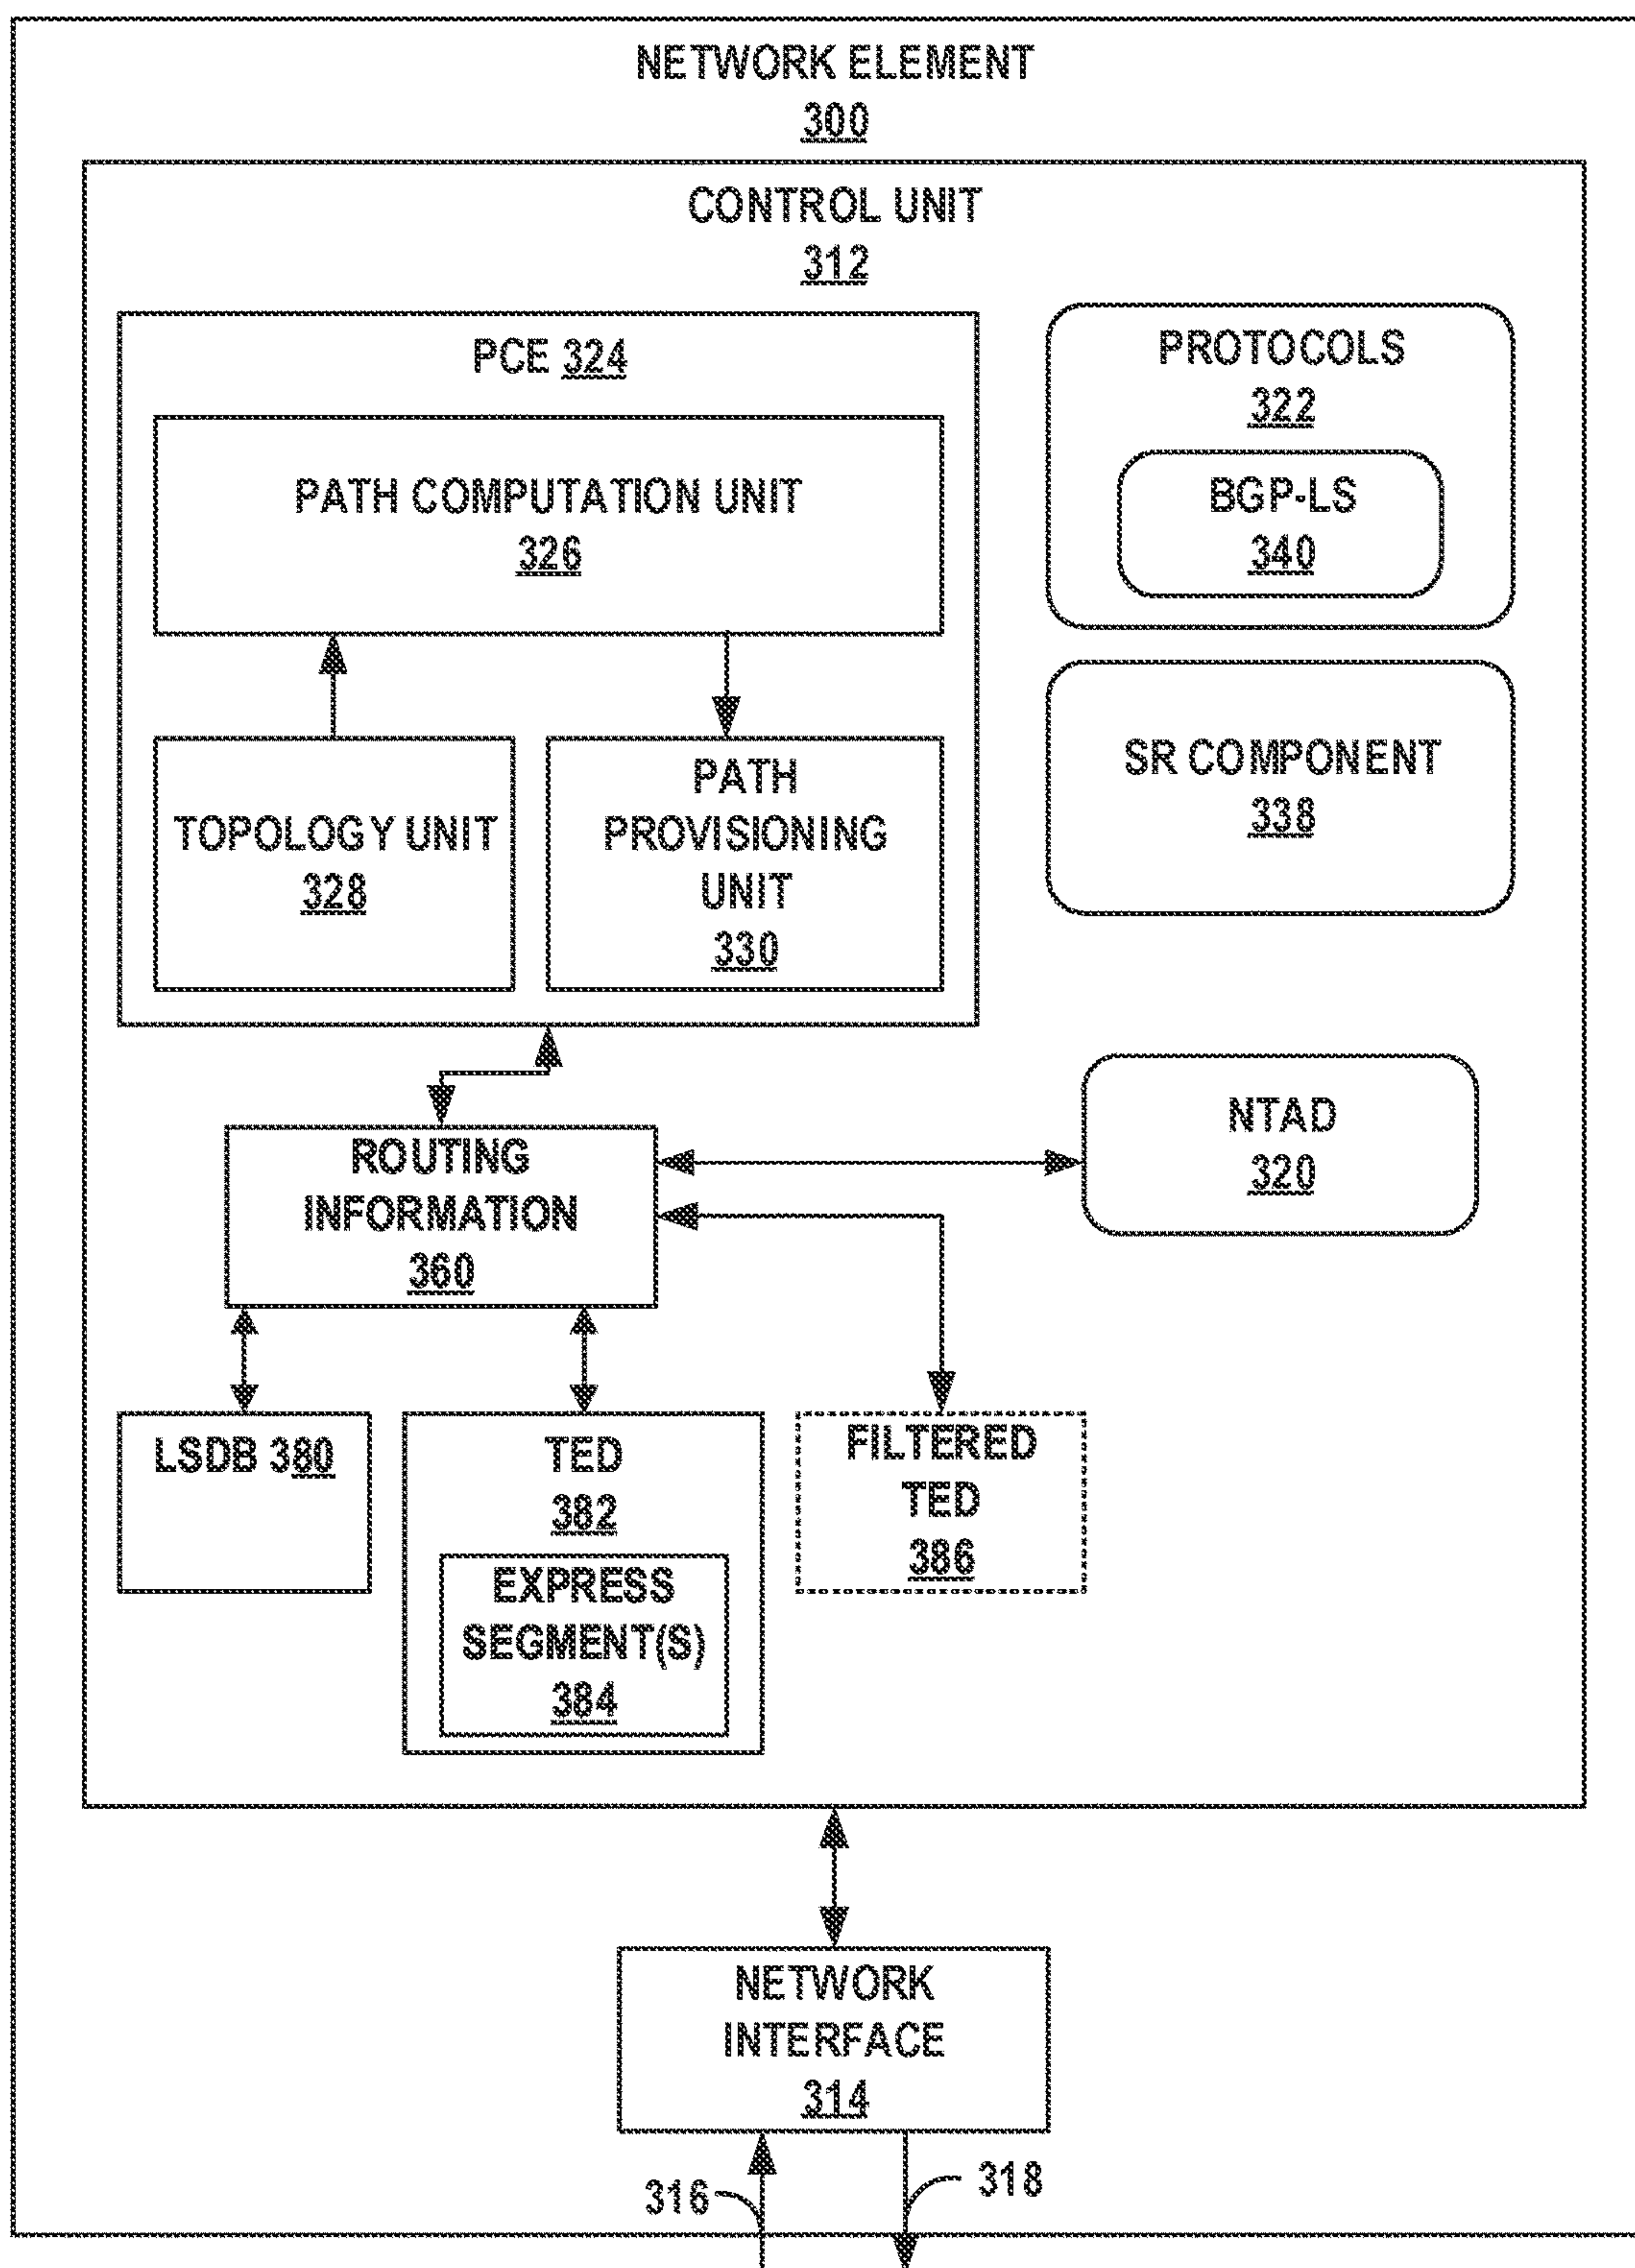 NETWORK ELEMENT
300
CONTROL UNIT
312
PCE 324
PATH COMPUTATION UNIT
326
TOPOLOGY UNIT
328
PATH
PROVISIONING
UNIT
330
PROTOCOLS
322
BGP-LS
340
SR COMPONENT
338
ROUTING
INFORMATION
360
NTAD
320
LSDB 380
TED
382
EXPRESS
SEGMENT(S)
384
FILTERED
TED
386
NETWORK
INTERFACE
314
316
318